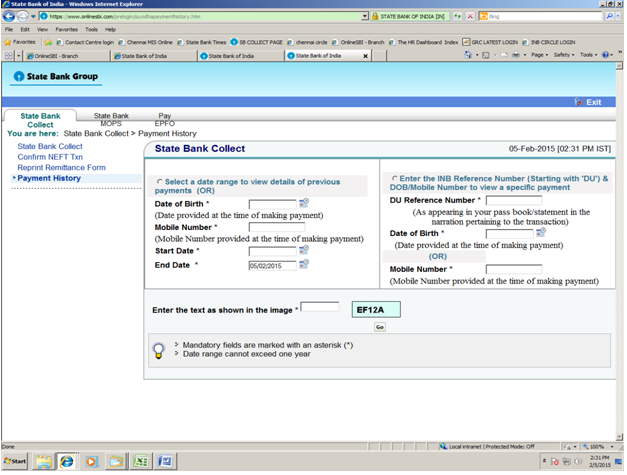 State Bank of India - Windows Internet Explorer
https://www.onlinesbi.com/prelogin/suvidhapaymenthistory.htm
STATE BANK OF INDIA [IN]
Bing
File Edit View Favorites Tools Help
Favorites
Contact Centre login
Chennai MIS Online
State Bank Times
SB COLLECT PAGE
chennai circle
OnlineSBI - Branch
The HR Dashboard Index
GRC LATEST LOGIN
INB CIRCLE LOGIN
OnlineSBI - Branch
State Bank of India
State Bank of India
State Bank of India
Page Safety Tools
State Bank Group
Exit
State Bank Collect
State Bank MOPS
Pay EPFO
You are here: State Bank Collect > Payment History
State Bank Collect
Confirm NEFT Txn
Reprint Remittance Form
Payment History
State Bank Collect
05-Feb-2015 [02:31 PM IST]
Select a date range to view details of previous
payments (OR)
Date of Birth *
(Date provided at the time of making payment)
Mobile Number *
(Mobile Number provided at the time of making payment)
Start Date *
End Date * 05/02/2015
Enter the INB Reference Number (Starting with 'DU') &
DOB/Mobile Number to view a specific payment
DU Reference Number *
(As appearing in your pass book/statement in the
narration pertaining to the transaction)
Date of Birth *
(Date provided at the time of making payment)
(OR)
Mobile Number *
(Mobile Number provided at the time of making payment)
Enter the text as shown in the image * EF12A
Go
> Mandatory fields are marked with an asterisk (*)
> Date range cannot exceed one year
Done
Local intranet | Protected Mode: Off
100%
Start
2:31 PM
2/5/2015